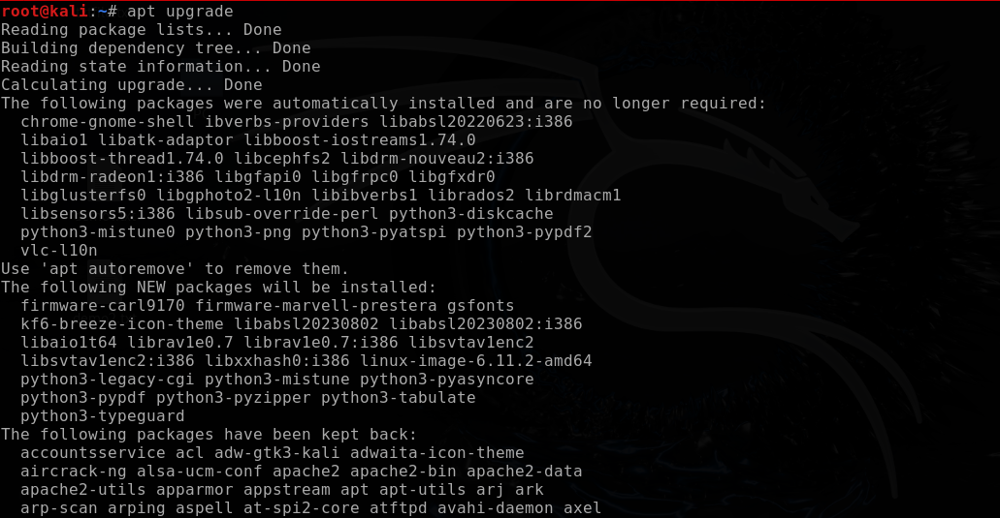 root@kali:~# apt upgrade
Reading package lists... Done
Building dependency tree... Done
Reading state information... Done
Calculating upgrade... Done
The following packages were automatically installed and are no longer required:
  chrome-gnome-shell ibverbs-providers libabsl20220623:i386
  libaio1 libatk-adaptor libboost-iostreams1.74.0
  libboost-thread1.74.0 libcephfs2 libdrm-nouveau2:i386
  libdrm-radeon1:i386 libgfapi0 libgfrpc0 libgfxdr0
  libglusterfs0 libgphoto2-l10n libibverbs1 librados2 librdmacm1
  libsensors5:i386 libsub-override-perl python3-diskcache
  python3-mistune0 python3-png python3-pyatspi python3-pypdf2
  vlc-l10n
Use 'apt autoremove' to remove them.
The following NEW packages will be installed:
  firmware-carl9170 firmware-marvell-prestera gsfonts
  kf6-breeze-icon-theme libabsl20230802 libabsl20230802:i386
  libaio1t64 librav1e0.7 librav1e0.7:i386 libsvtav1enc2
  libsvtav1enc2:i386 libxxhash0:i386 linux-image-6.11.2-amd64
  python3-legacy-cgi python3-mistune python3-pyasyncore
  python3-pypdf python3-pyzipper python3-tabulate
  python3-typeguard
The following packages have been kept back:
  accountsservice acl adw-gtk3-kali adwaita-icon-theme
  aircrack-ng alsa-ucm-conf apache2 apache2-bin apache2-data
  apache2-utils apparmor appstream apt apt-utils arj ark
  arp-scan arping aspell at-spi2-core atftpd avahi-daemon axel